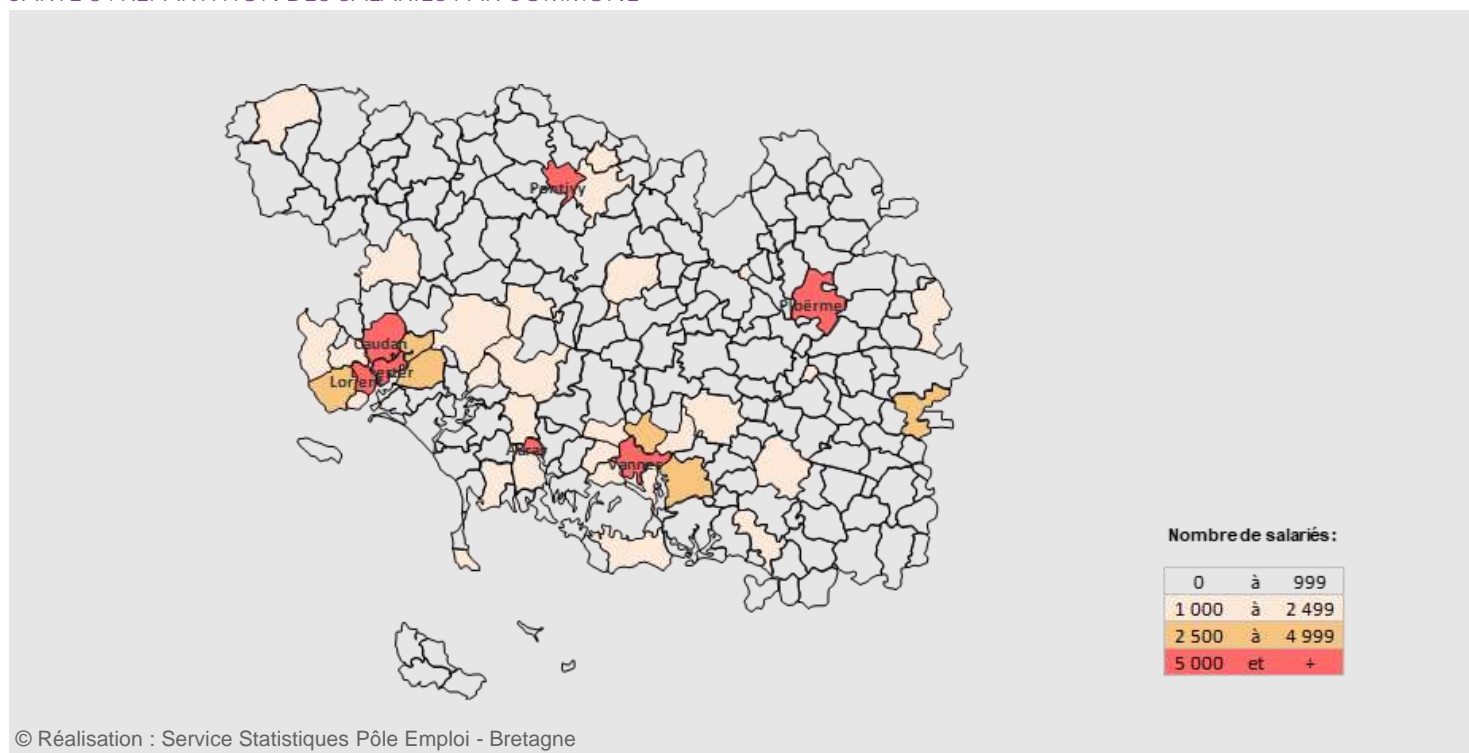 Pontivy
Ploërme
Caudan
Lorient
Auray
Vannes
Nombre de salariés :
0 à 999
1 000 à 2 499
2 500 à 4 999
5 000 et +
© Réalisation : Service Statistiques Pôle Emploi - Bretagne